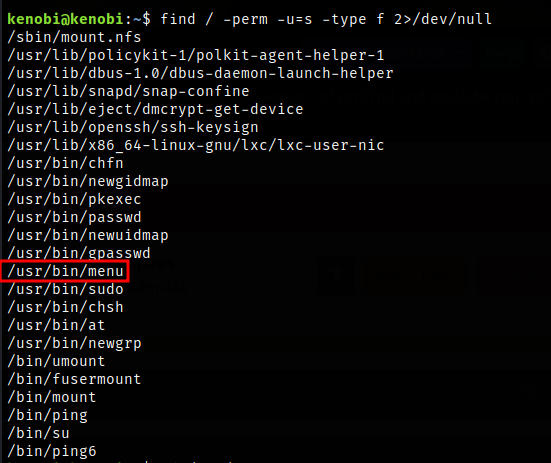 kenobi@kenobi:~$ find / -perm -u=s -type f 2>/dev/null
/sbin/mount.nfs
/usr/lib/policykit-1/polkit-agent-helper-1
/usr/lib/dbus-1.0/dbus-daemon-launch-helper
/usr/lib/snapd/snap-confine
/usr/lib/eject/dmcrypt-get-device
/usr/lib/openssh/ssh-keysign
/usr/lib/x86_64-linux-gnu/lxc/lxc-user-nic
/usr/bin/chfn
/usr/bin/newgidmap
/usr/bin/pkexec
/usr/bin/passwd
/usr/bin/newuidmap
/usr/bin/gpasswd
/usr/bin/menu
/usr/bin/sudo
/usr/bin/chsh
/usr/bin/at
/usr/bin/newgrp
/bin/umount
/bin/fusermount
/bin/mount
/bin/ping
/bin/su
/bin/ping6